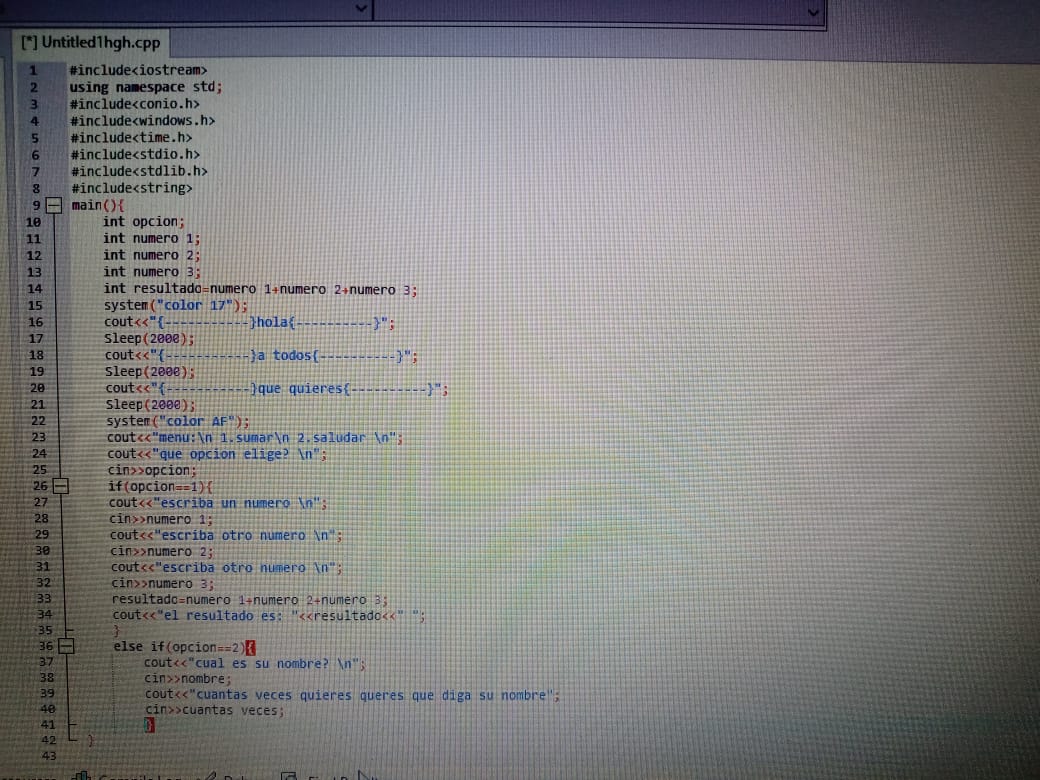 [*] Untitled1hgh.cpp
1 #include<iostream>
2 using namespace std;
3 #include<conio.h>
4 #include<windows.h>
5 #include<time.h>
6 #include<stdio.h>
7 #include<stdlib.h>
8 #include<string>
9 main(){
10 int opcion;
11 int numero 1;
12 int numero 2;
13 int numero 3;
14 int resultado=numero 1+numero 2+numero 3;
15 system("color 17");
16 cout<<"{-----------}hola{----------}";
17 Sleep(2000);
18 cout<<"{-----------}a todos{----------}";
19 Sleep(2000);
20 cout<<"{-----------}que quieres{----------}";
21 Sleep(2000);
22 system("color AF");
23 cout<<"menu:\n 1.sumar\n 2.saludar \n";
24 cout<<"que opcion elige? \n";
25 cin>>opcion;
26 if(opcion==1){
27 cout<<"escriba un numero \n";
28 cin>>numero 1;
29 cout<<"escriba otro numero \n";
30 cin>>numero 2;
31 cout<<"escriba otro numero \n";
32 cin>>numero 3;
33 resultado=numero 1+numero 2+numero 3;
34 cout<<"el resultado es: "<<resultado<<" ";
35 }
36 else if(opcion==2){
37 cout<<"cual es su nombre? \n";
38 cin>>nombre;
39 cout<<"cuantas veces quieres queres que diga su nombre";
40 cin>>cuantas veces;
41 }
42 }
43